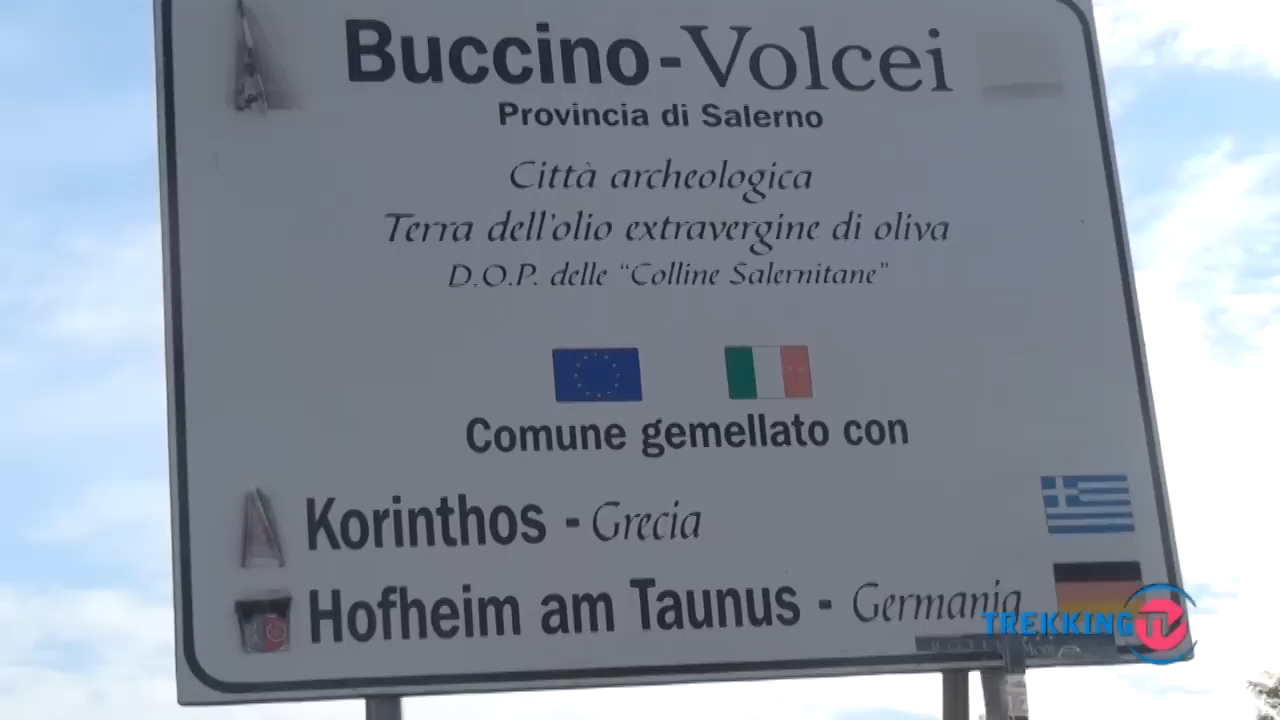 Buccino-Volcei
Provincia di Salerno
Città archeologica
Terra dell'olio extravergine di oliva
D.O.P. delle “Colline Salernitane”
Comune gemellato con
Korinthos - Grecia
Hofheim am Taunus - Germania
TREKKING TV